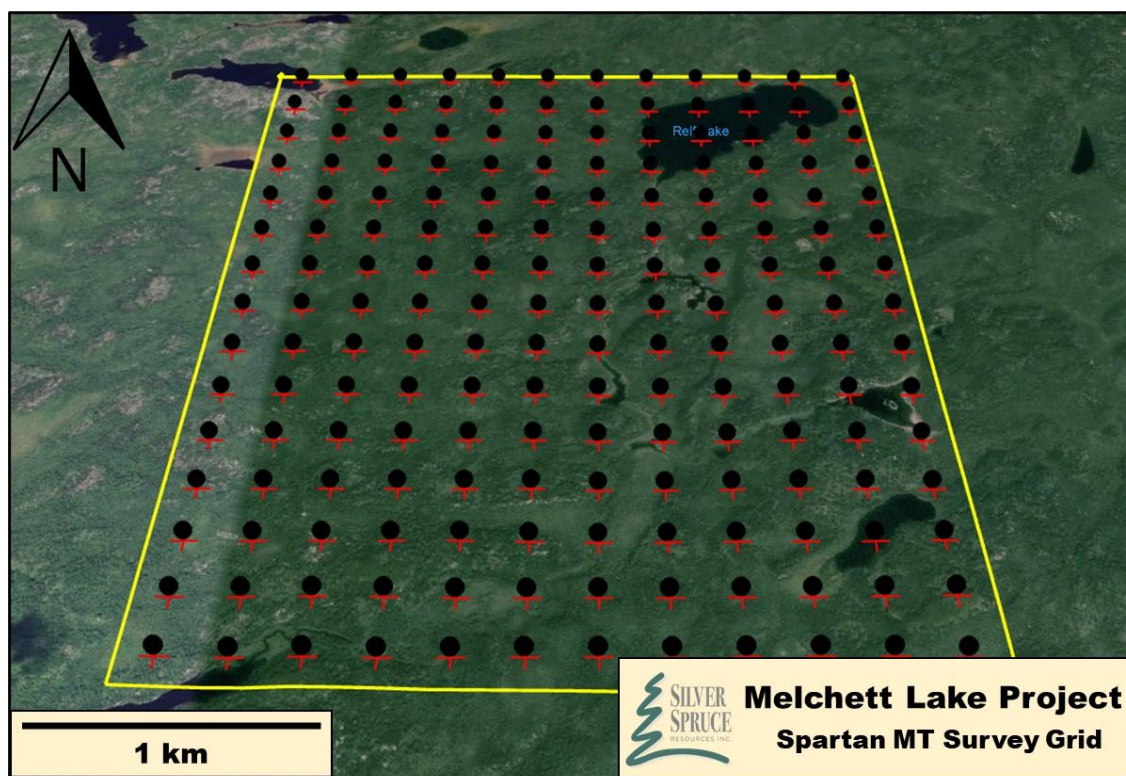 N
1 km
SILVER
SPRUCE
RESOURCES INC.
Melchett Lake Project
Spartan MT Survey Grid